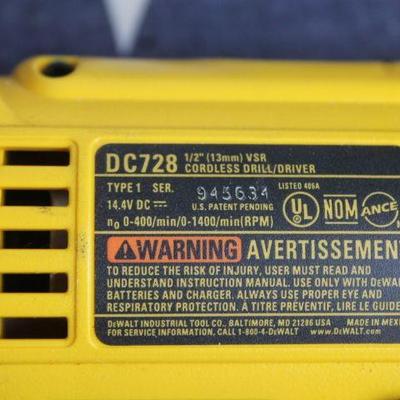 DC728 1/2" (13mm) VSR
CORDLESS DRILL/DRIVER
TYPE 1 SER. 945634 LISTED 406A
14.4V DC U.S. PATENT PENDING
n0 0-400/min/0-1400/min(RPM)
UL NOM ANCE
WARNING AVERTISSEMENT
TO REDUCE THE RISK OF INJURY, USER MUST READ AND
UNDERSTAND INSTRUCTION MANUAL. USE ONLY WITH DEWALT
BATTERIES AND CHARGER. ALWAYS USE PROPER EYE AND
RESPIRATORY PROTECTION. À TITRE PRÉVENTIF, LIRE LE GUIDE
DEWALT INDUSTRIAL TOOL CO., BALTIMORE, MD 21286 USA MADE IN MEXI
FOR SERVICE INFORMATION, CALL 1-800-4-DEWALT www.DEWALT.com